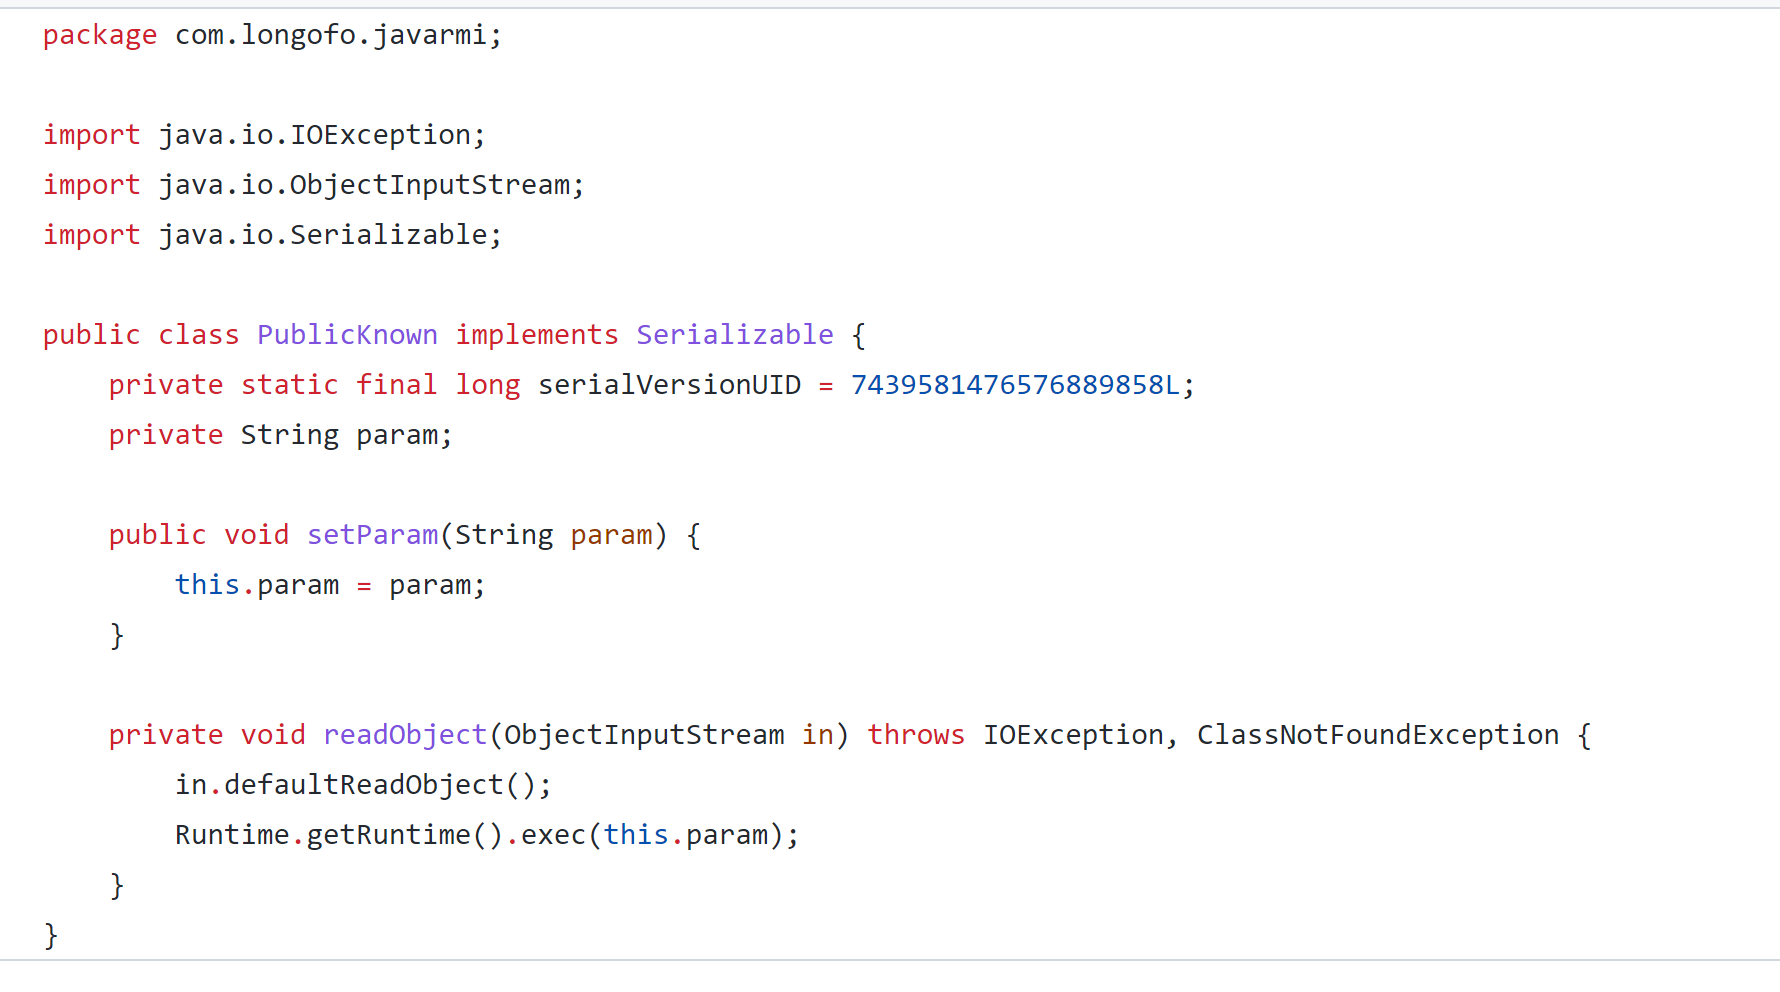 package com.longofo.javarmi;
import java.io.IOException;
import java.io.ObjectInputStream;
import java.io.Serializable;
public class PublicKnown implements Serializable {
    private static final long serialVersionUID = 7439581476576889858L;
    private String param;
    public void setParam(String param) {
        this.param = param;
    }
    private void readObject(ObjectInputStream in) throws IOException, ClassNotFoundException {
        in.defaultReadObject();
        Runtime.getRuntime().exec(this.param);
    }
}